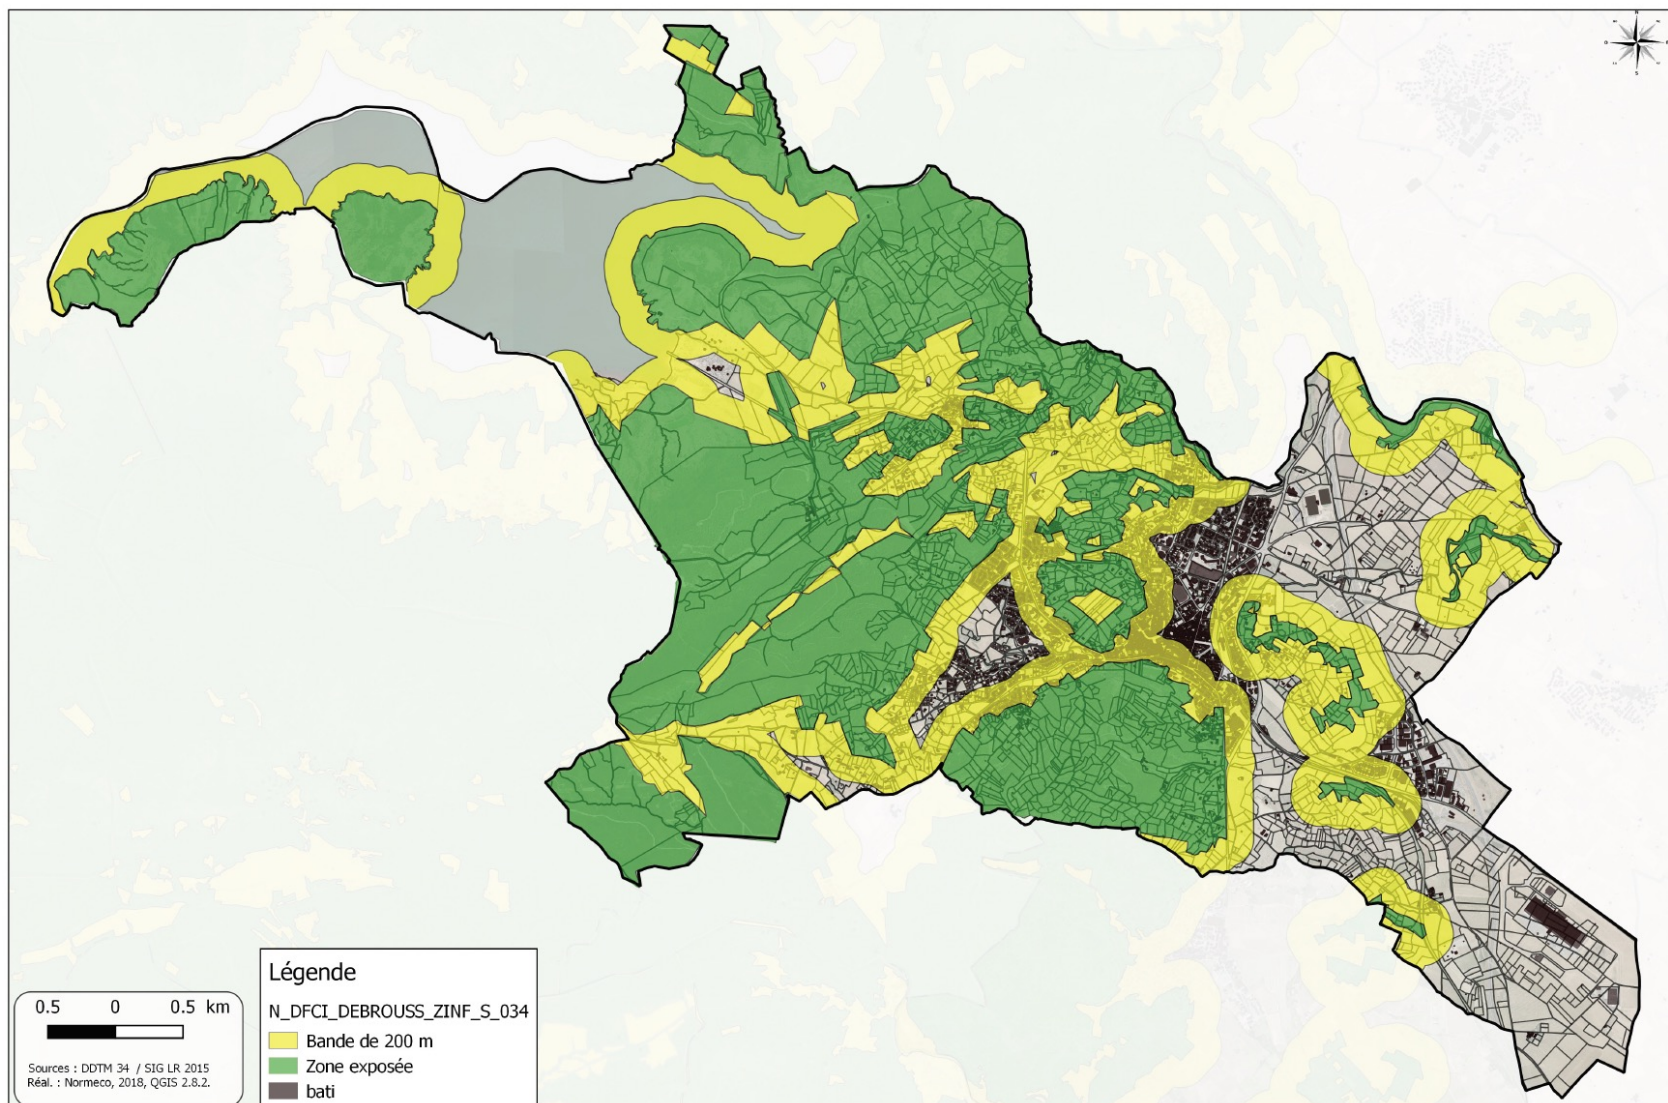 N
S
Légende
N_DFCI_DEBROUSS_ZINF_S_034
Bande de 200 m
Zone exposée
bati
0.5 0 0.5 km
Sources : DDTM 34 / SIG LR 2015
Réal. : Normeco, 2018, QGIS 2.8.2.